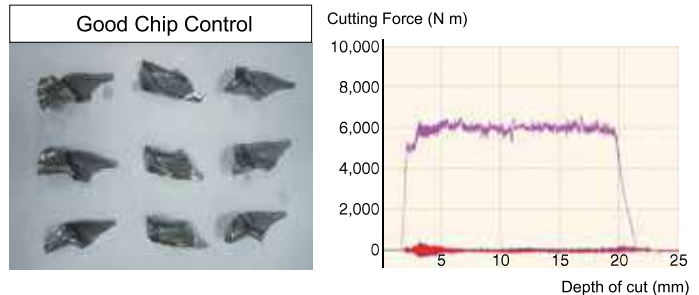 Good Chip Control
Cutting Force (N m)
10,000
8,000
6,000
4,000
2,000
0
5 10 15 20 25
Depth of cut (mm)